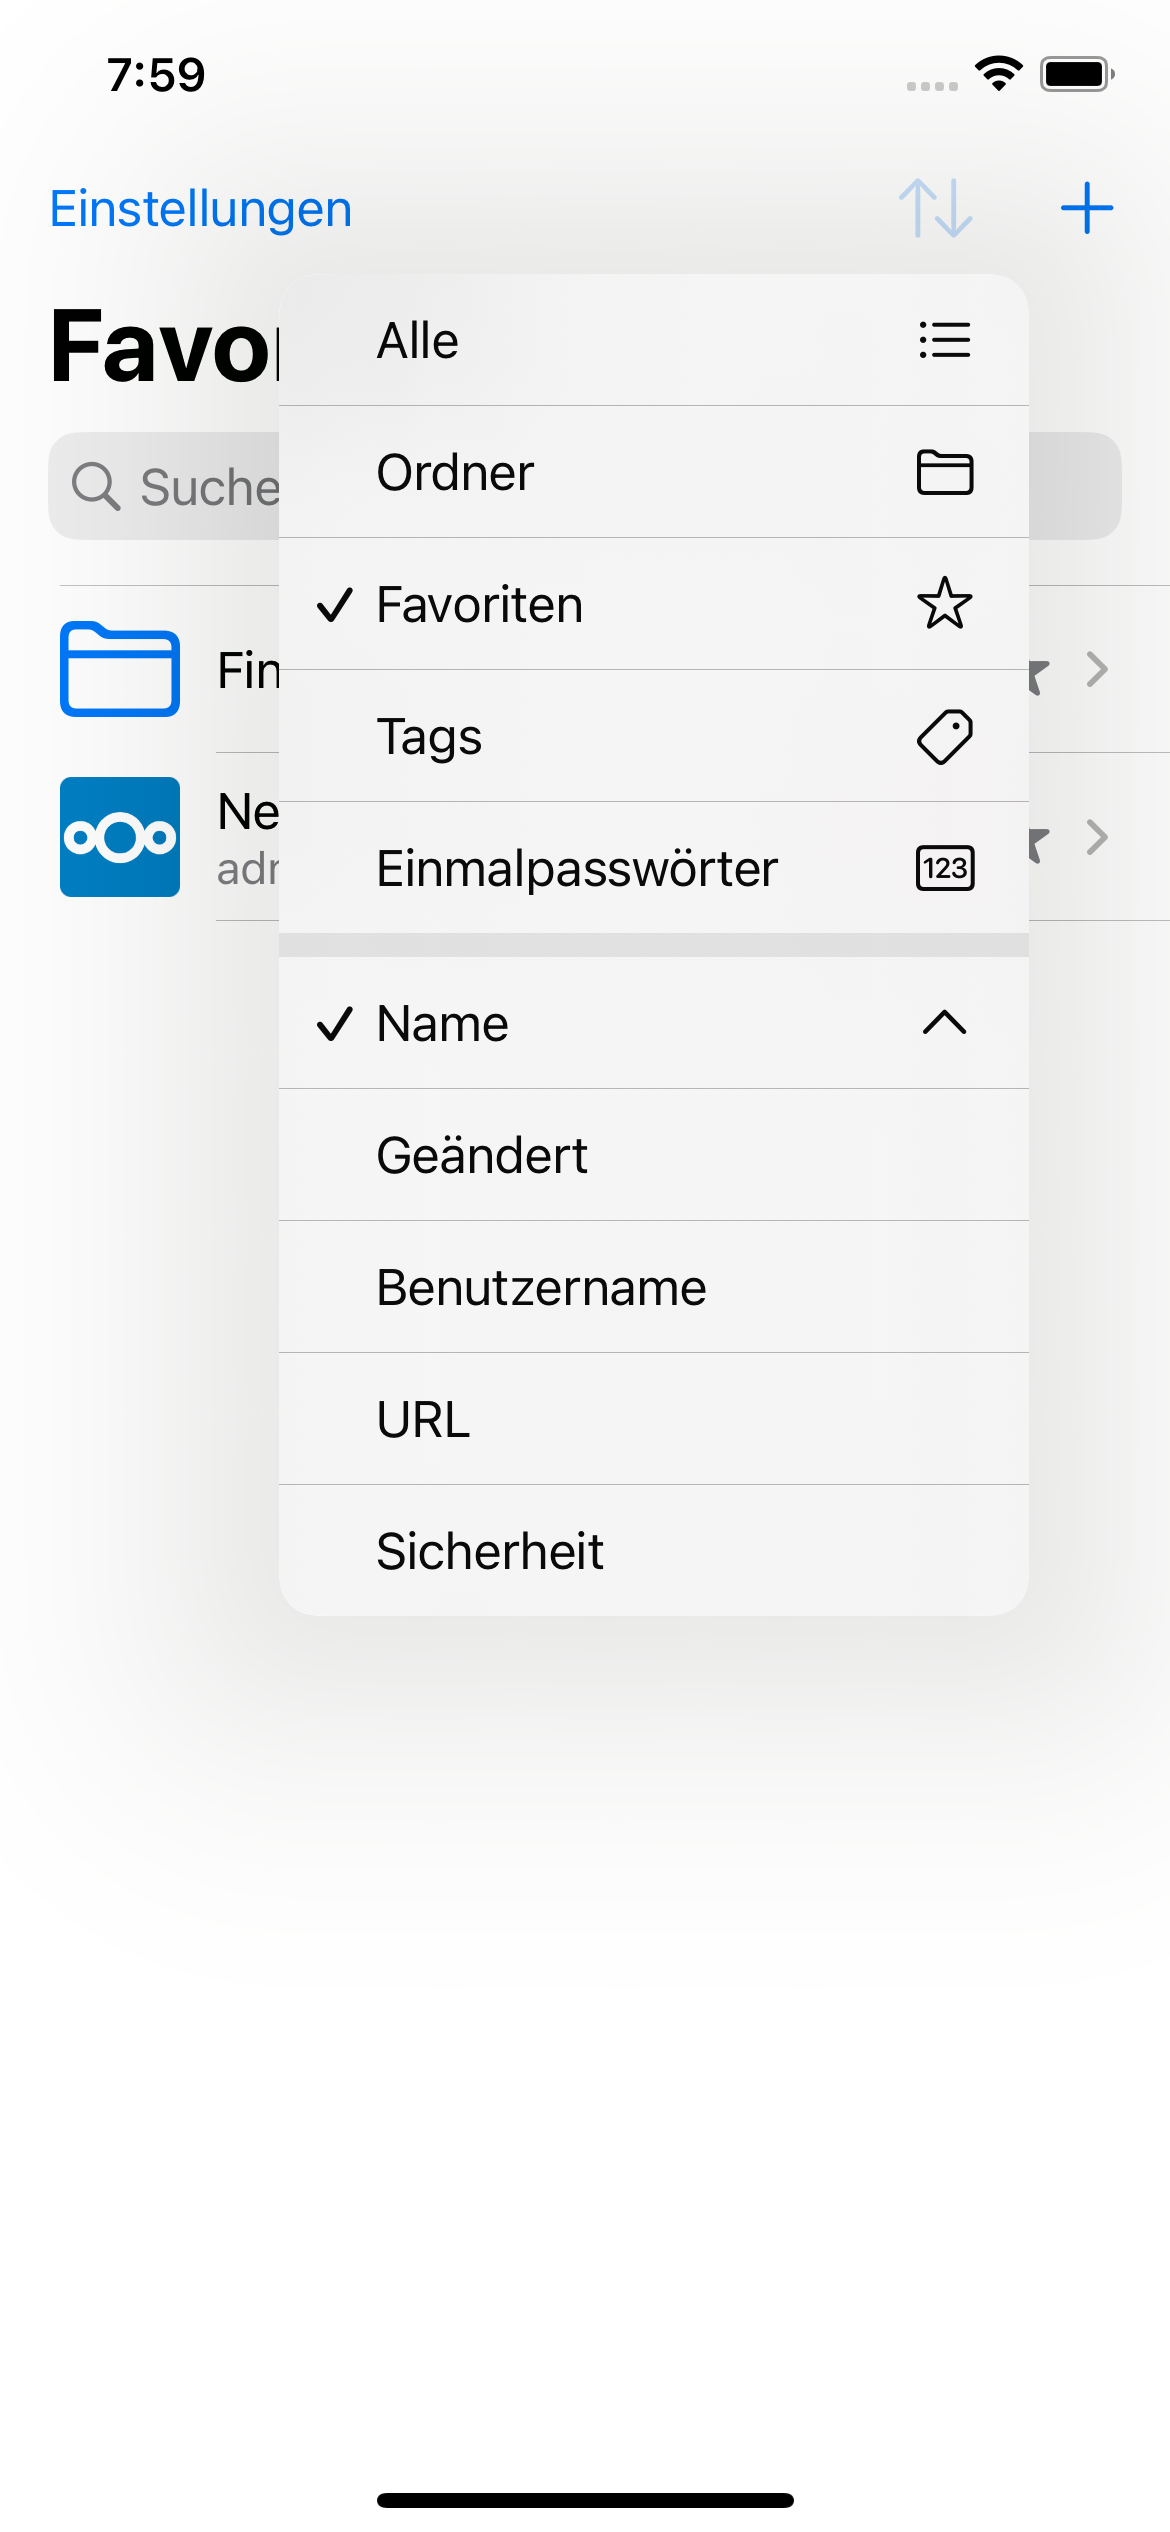 7:59
Einstellungen
Favo
Alle
Suche
Ordner
Favoriten
Fin
Tags
Ne
adr
Einmalpasswörter
123
Name
Geändert
Benutzername
URL
Sicherheit